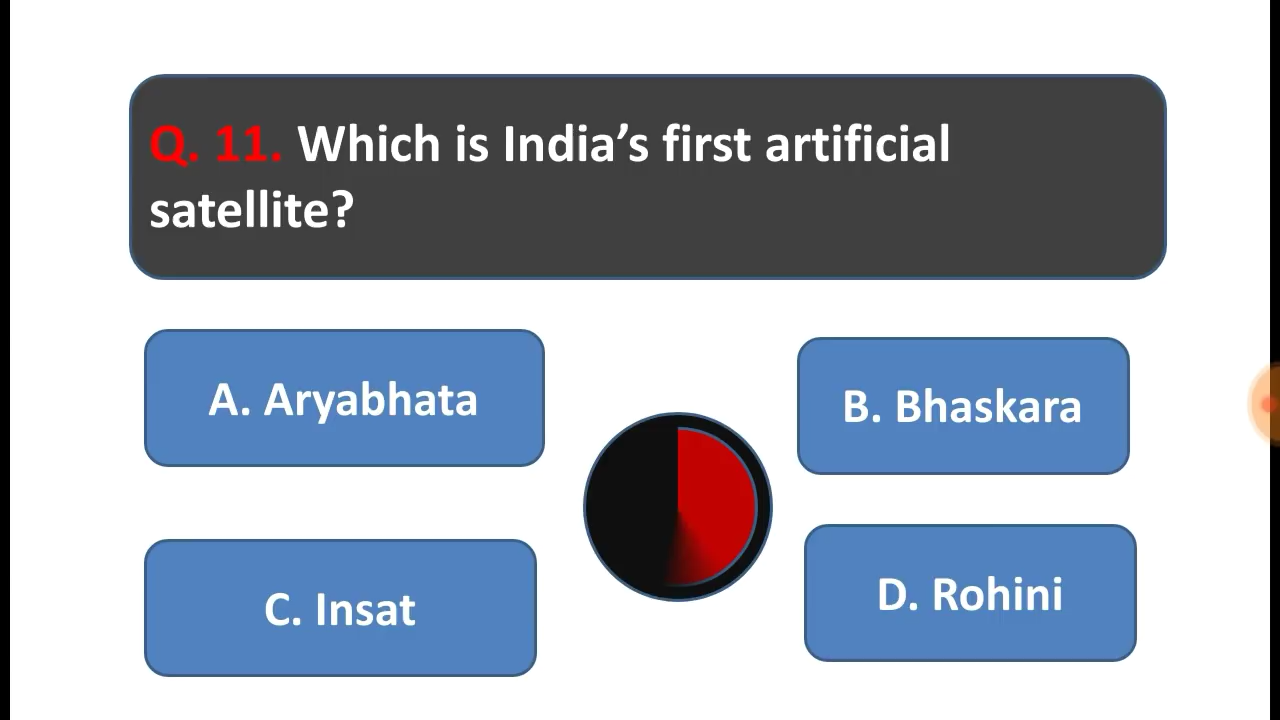 Q. 11. Which is India’s first artificial
satellite?
A. Aryabhata
B. Bhaskara
C. Insat
D. Rohini